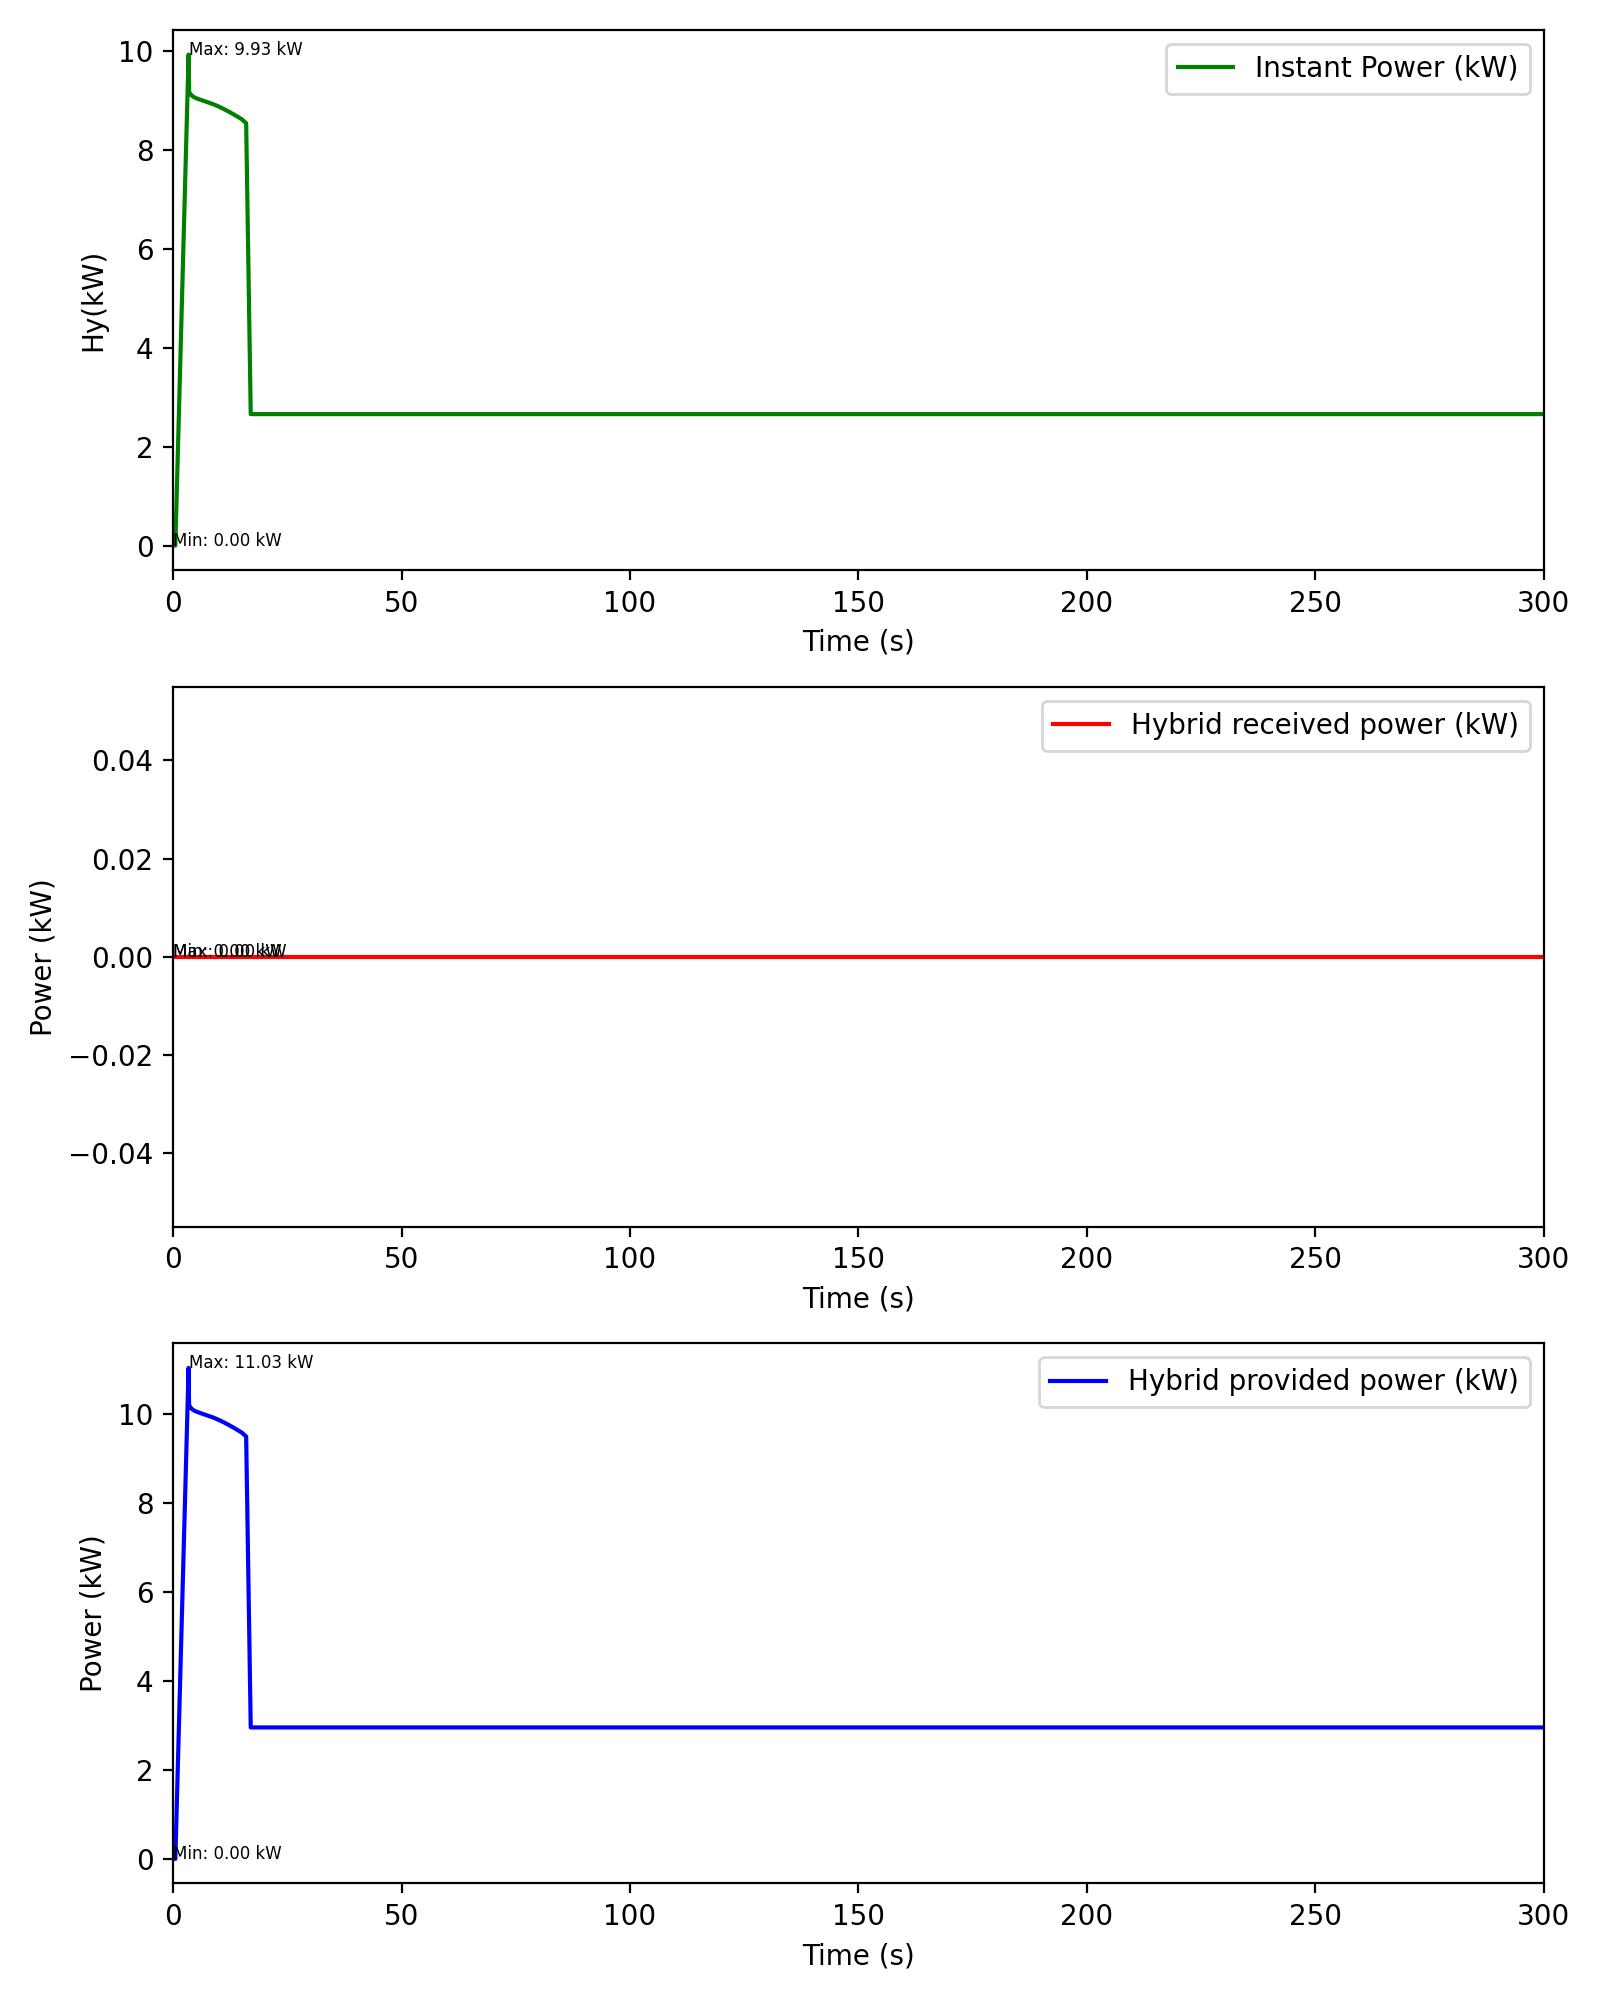 Max: 9.93 kW
Instant Power (kW)
10
8
6
4
2
0
Hy(kW)
Min: 0.00 kW
0 50 100 150 200 250 300
Time (s)
Hybrid received power (kW)
0.04
0.02
0.00
−0.02
−0.04
Power (kW)
0 50 100 150 200 250 300
Time (s)
Max: 11.03 kW
Hybrid provided power (kW)
10
8
6
4
2
0
Power (kW)
Min: 0.00 kW
0 50 100 150 200 250 300
Time (s)